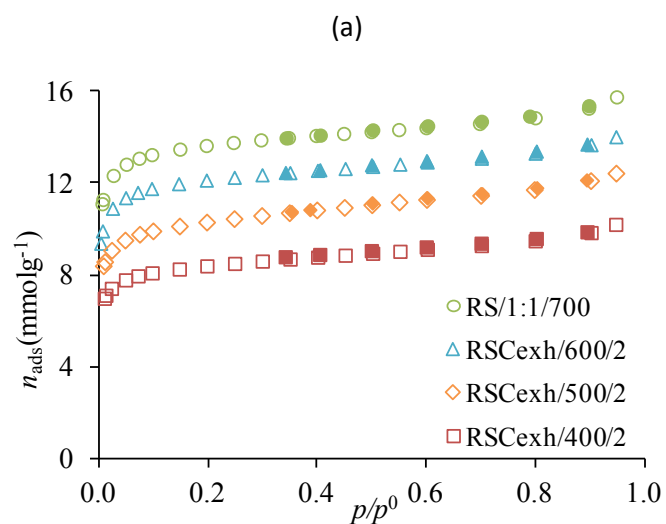 (a)
16
12
8
4
0
n_ads(mmolg⁻¹)
RS/1:1/700
RSCexh/600/2
RSCexh/500/2
RSCexh/400/2
0.0 0.2 0.4 0.6 0.8 1.0
p/p⁰